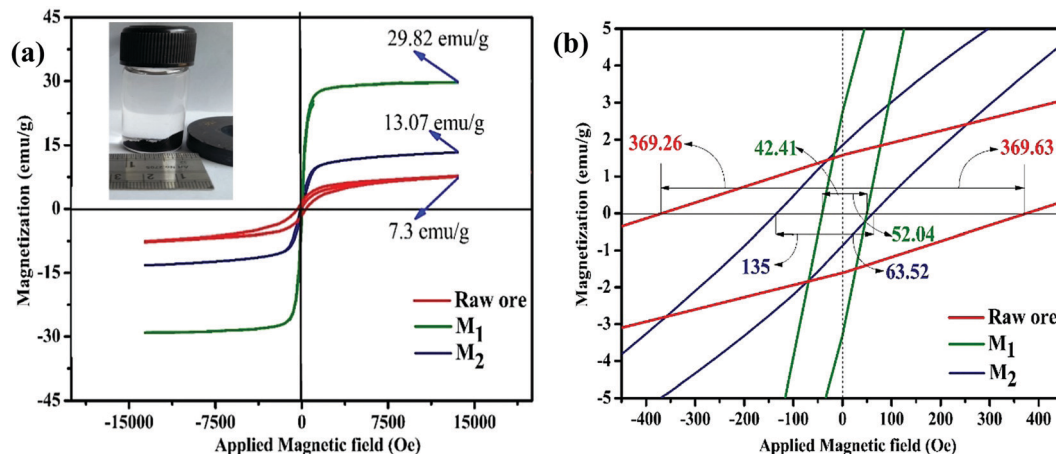 (a)
Magnetization (emu/g)
45
30
15
0
-15
-30
-45
29.82 emu/g
13.07 emu/g
7.3 emu/g
Raw ore
M1
M2
-15000 -7500 0 7500 15000
Applied Magnetic field (Oe)
(b)
Magnetization (emu/g)
5
4
3
2
1
0
-1
-2
-3
-4
-5
369.26
42.41
369.63
52.04
135
63.52
Raw ore
M1
M2
-400 -300 -200 -100 0 100 200 300 400
Applied Magnetic field (Oe)